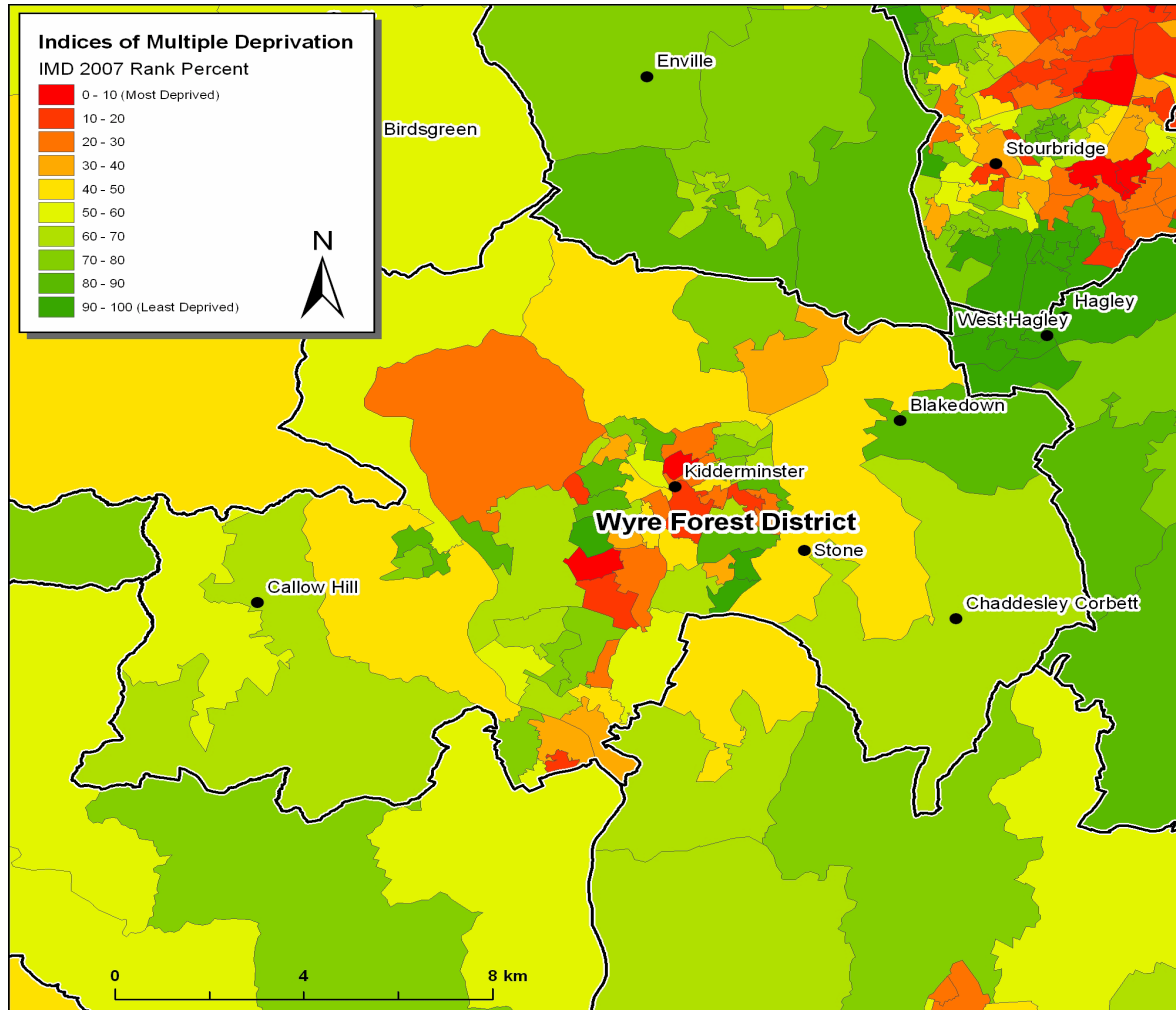 Indices of Multiple Deprivation
IMD 2007 Rank Percent
0 - 10 (Most Deprived)
10 - 20
20 - 30
30 - 40
40 - 50
50 - 60
60 - 70
70 - 80
80 - 90
90 - 100 (Least Deprived)
N
Enville
Birdsgreen
Stourbridge
Hagley
West Hagley
Blakedown
Kidderminster
Wyre Forest District
Stone
Callow Hill
Chaddesley Corbett
0 4 8 km